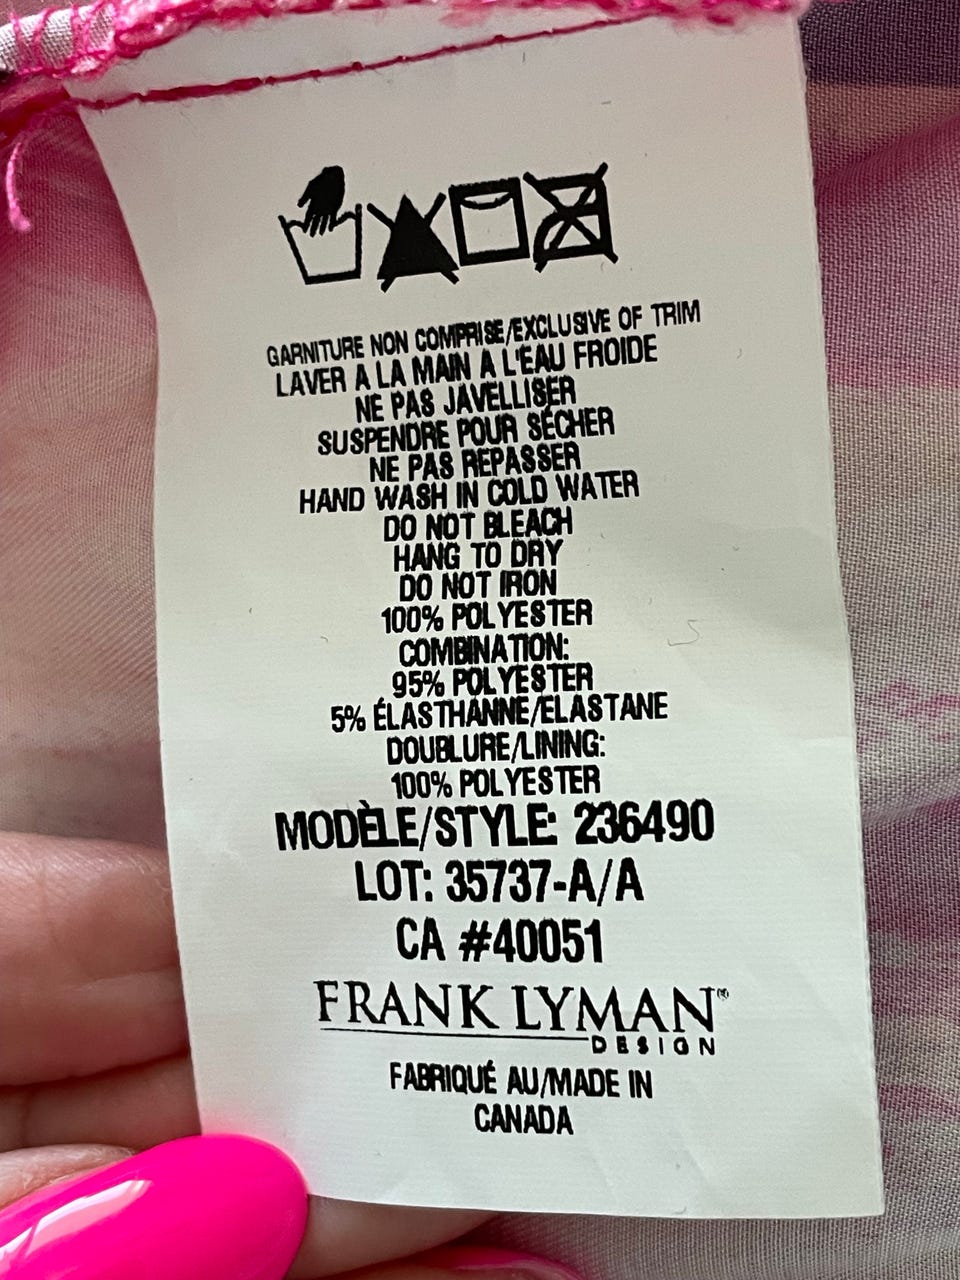 GARNITURE NON COMPRISE/EXCLUSIVE OF TRIM
LAVER A LA MAIN A L'ÉAU FROIDE
NE PAS JAVELLISER
SUSPENDRE POUR SÉCHER
NE PAS REPASSER
HAND WASH IN COLD WATER
DO NOT BLEACH
HANG TO DRY
DO NOT IRON
100% POLYESTER
COMBINATION:
95% POLYESTER
5% ÉLASTHANNE/ELASTANE
DOUBLURE/LINING:
100% POLYESTER
MODÈLE/STYLE: 236490
LOT: 35737-A/A
CA #40051
FRANK LYMAN®
DESIGN
FABRIQUÉ AU/MADE IN
CANADA